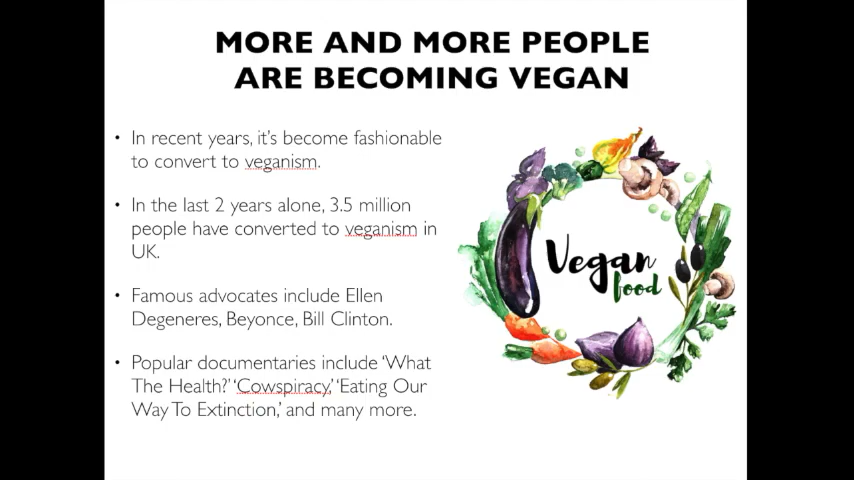 MORE AND MORE PEOPLE
ARE BECOMING VEGAN
• In recent years, it's become fashionable
to convert to veganism.
• In the last 2 years alone, 3.5 million
people have converted to veganism in
UK.
• Famous advocates include Ellen
Degeneres, Beyonce, Bill Clinton.
• Popular documentaries include 'What
The Health?' 'Cowspiracy,' 'Eating Our
Way To Extinction,' and many more.
Vegan
food